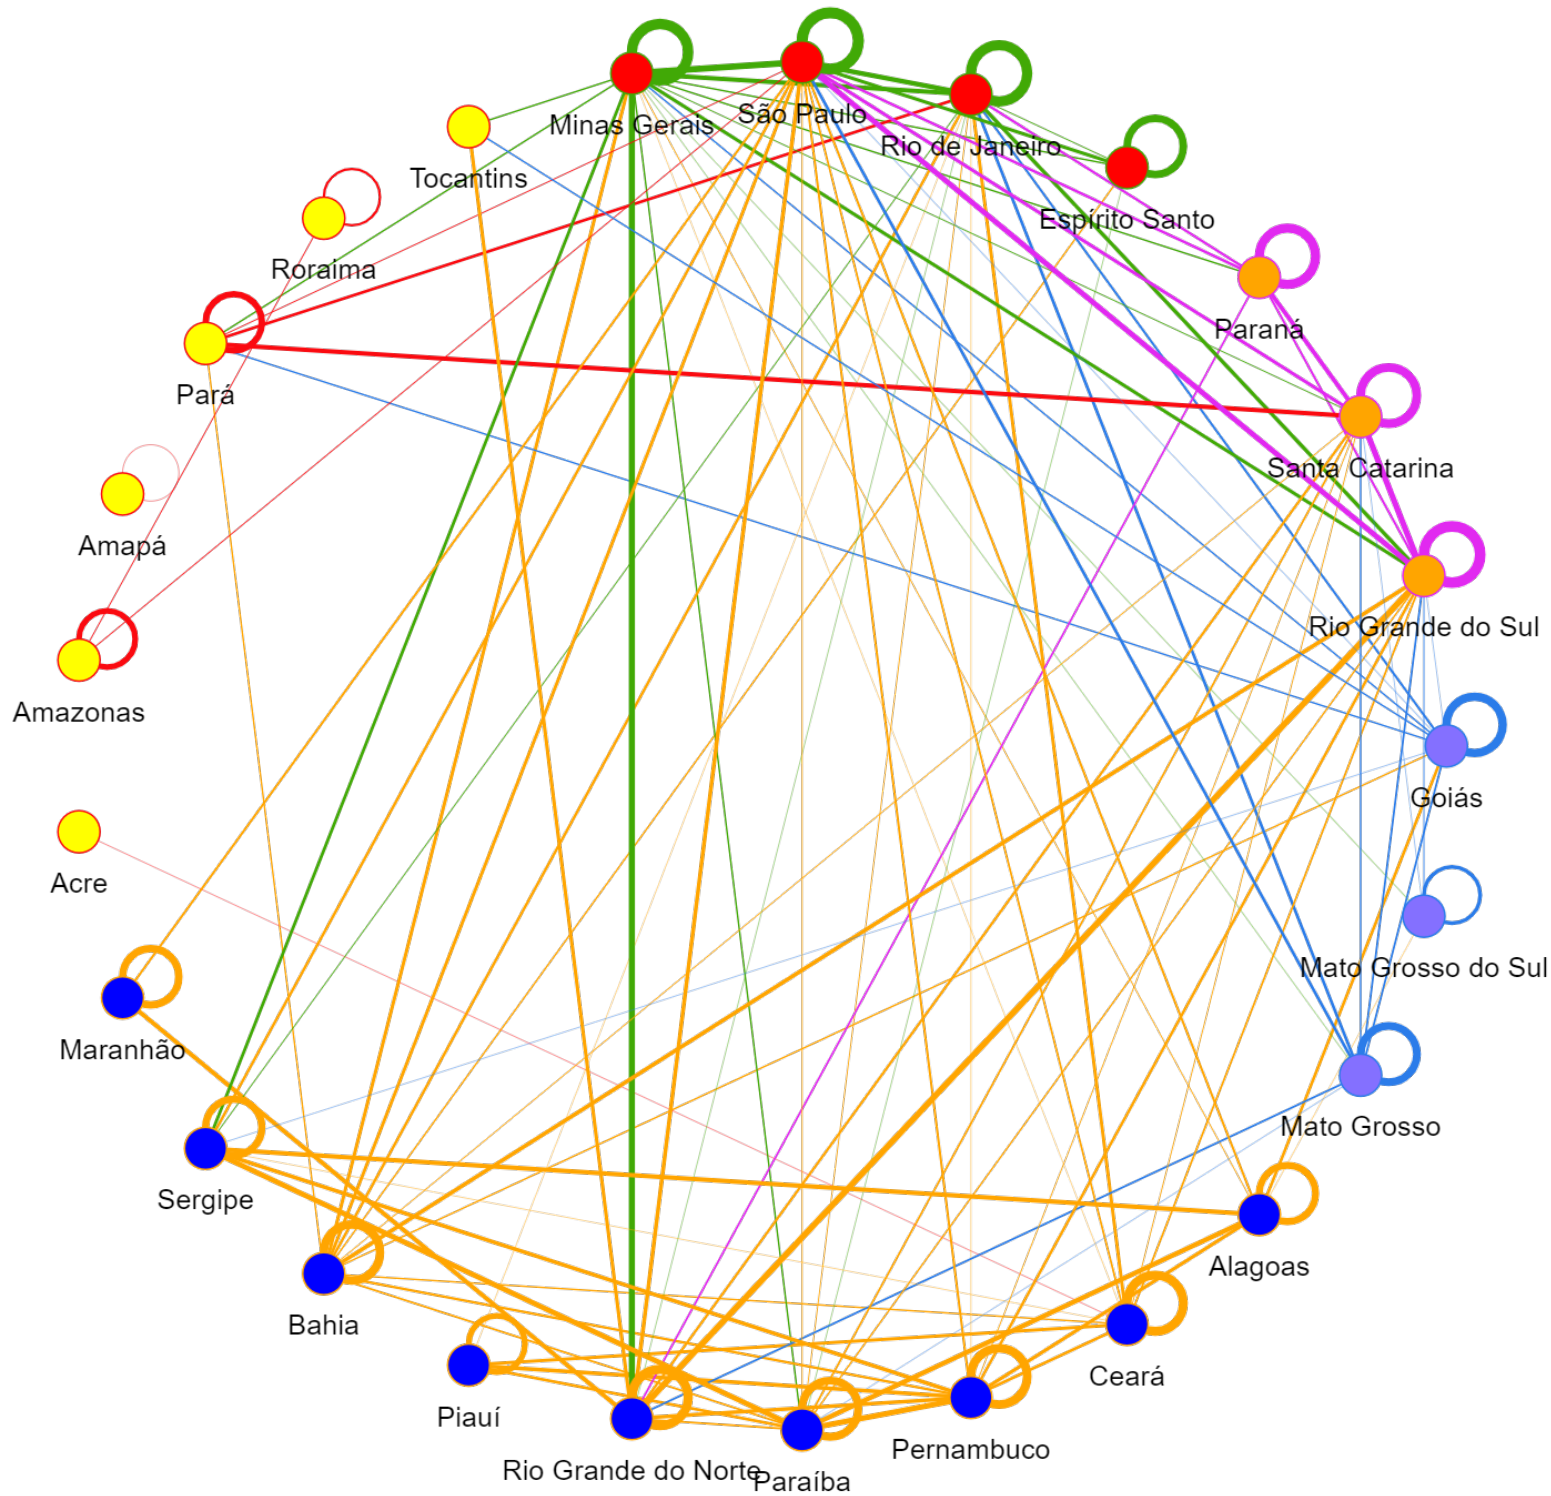 São Paulo
Minas Gerais
Rio de Janeiro
Tocantins
Espírito Santo
Roraima
Paraná
Pará
Santa Catarina
Amapá
Rio Grande do Sul
Amazonas
Goiás
Acre
Mato Grosso do Sul
Maranhão
Mato Grosso
Sergipe
Alagoas
Bahia
Ceará
Piauí
Pernambuco
Rio Grande do Norte
Paraíba